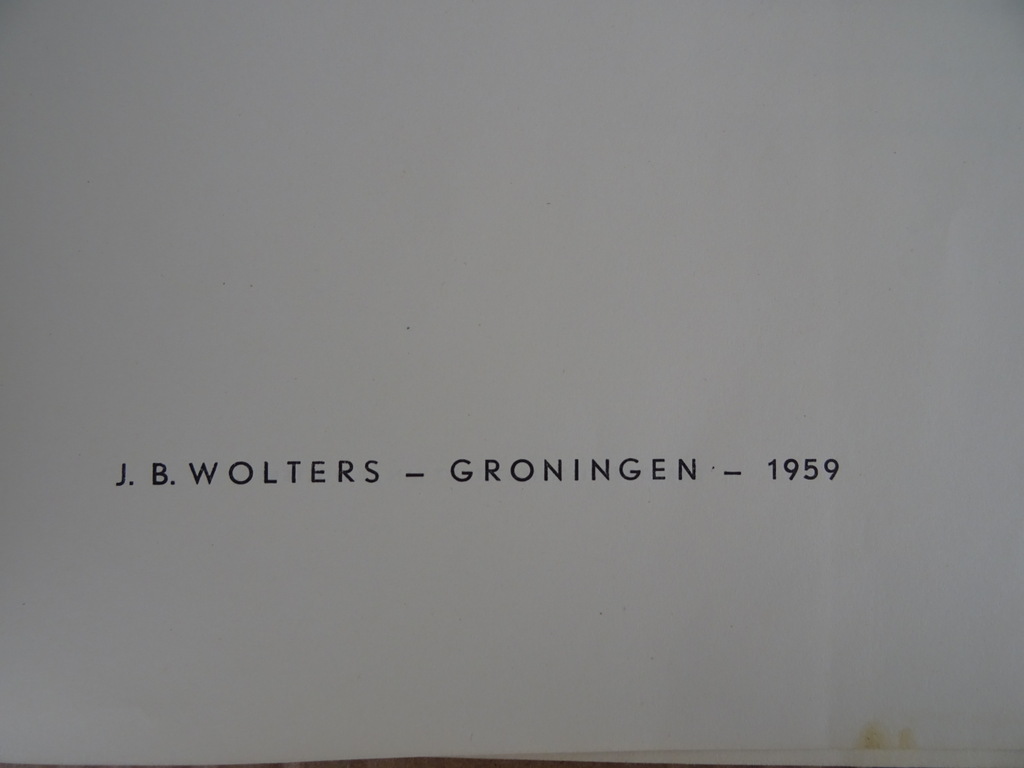 J. B. WOLTERS – GRONINGEN – 1959